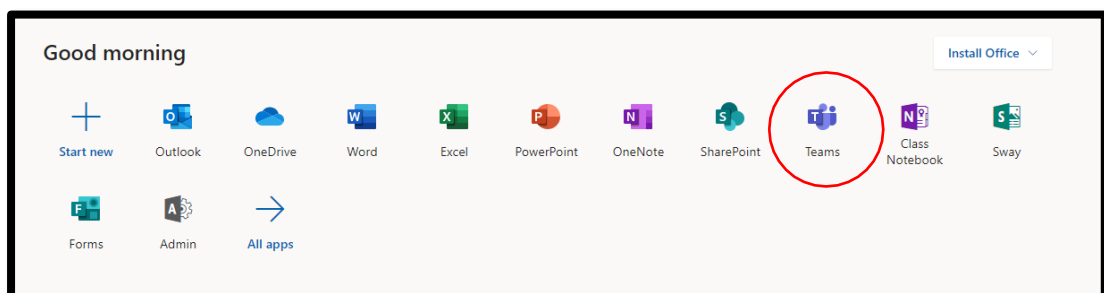 Good morning
Install Office
Start new
Outlook
OneDrive
Word
Excel
PowerPoint
OneNote
SharePoint
Teams
Class
Notebook
Sway
Forms
Admin
All apps